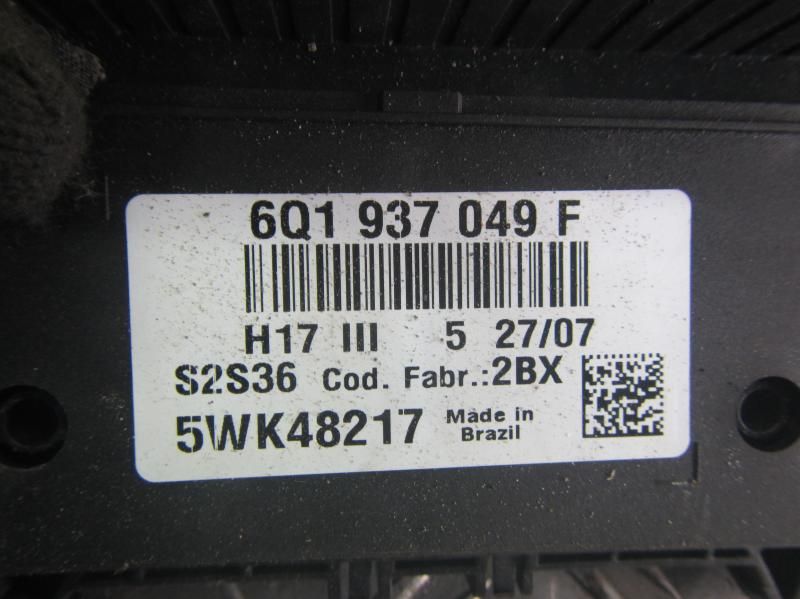 6Q1 937 049 F
H17 III 5 27/07
S2S36 Cod. Fabr.:2BX
5WK48217 Made in
Brazil